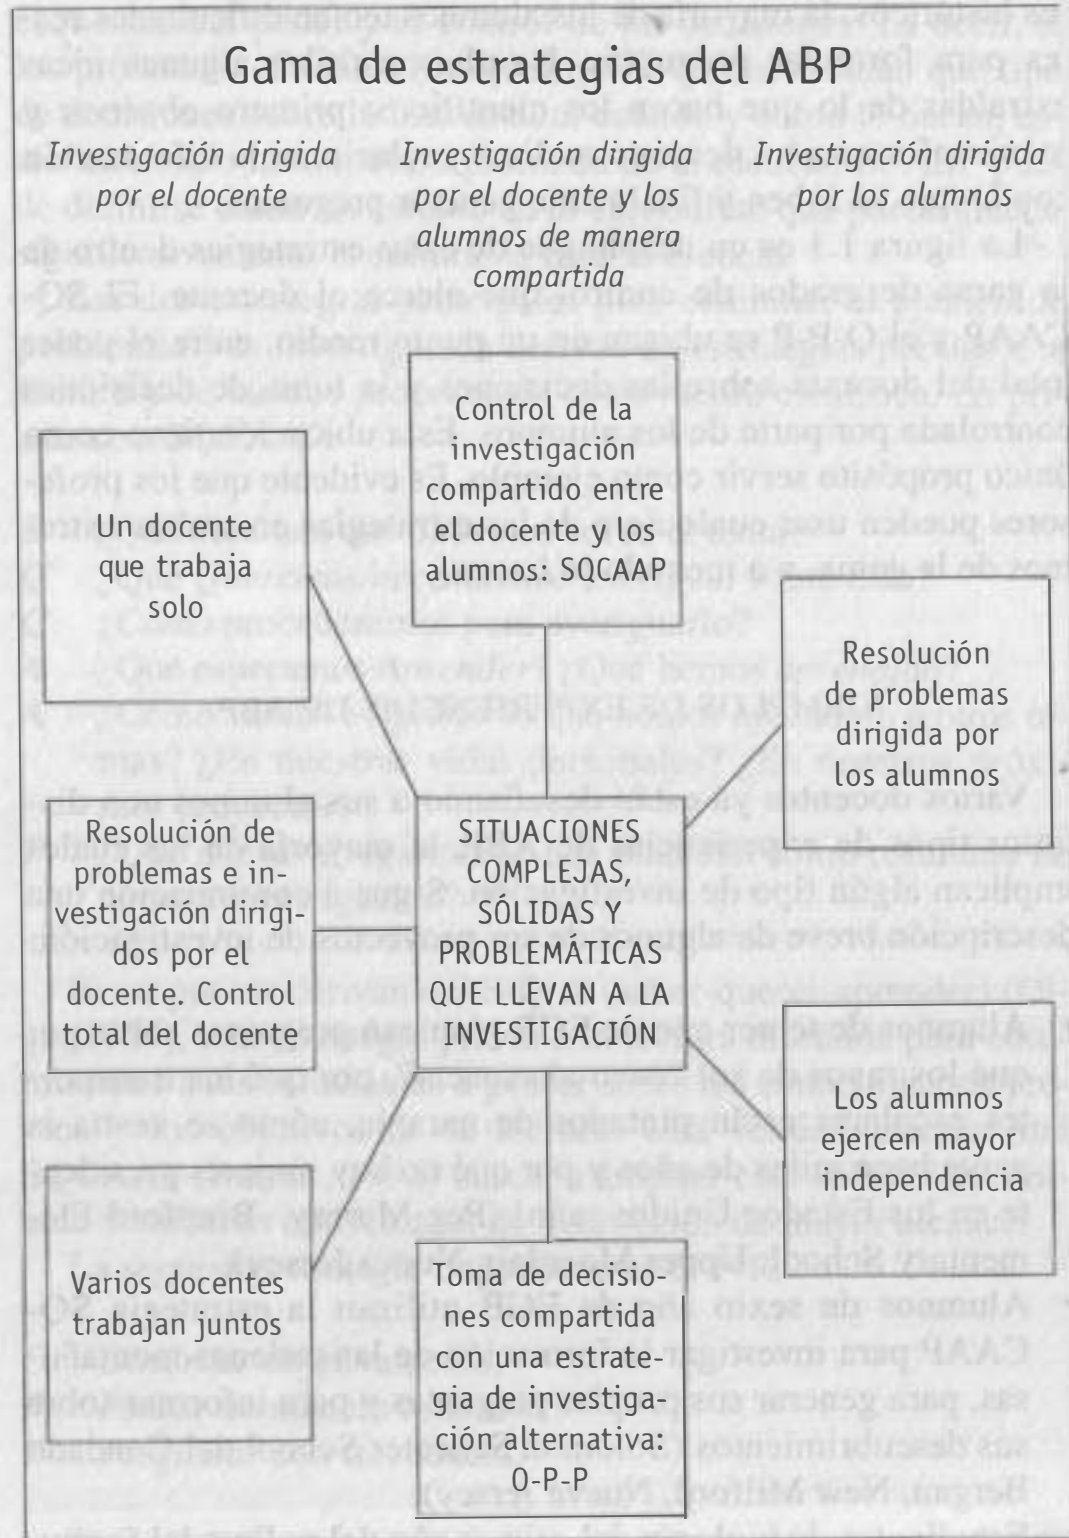 Gama de estrategias del ABP
Investigación dirigida
por el docente
Investigación dirigida
por el docente y los
alumnos de manera
compartida
Investigación dirigida
por los alumnos
Un docente
que trabaja
solo
Control de la
investigación
compartido entre
el docente y los
alumnos: SQCAAP
Resolución
de problemas
dirigida por
los alumnos
Resolución de
problemas e in-
vestigación dirigi-
dos por el
docente. Control
total del docente
SITUACIONES
COMPLEJAS,
SÓLIDAS Y
PROBLEMÁTICAS
QUE LLEVAN A LA
INVESTIGACIÓN
Los alumnos
ejercen mayor
independencia
Varios docentes
trabajan juntos
Toma de decisio-
nes compartida
con una estrate-
gia de investiga-
ción alternativa:
O-P-P